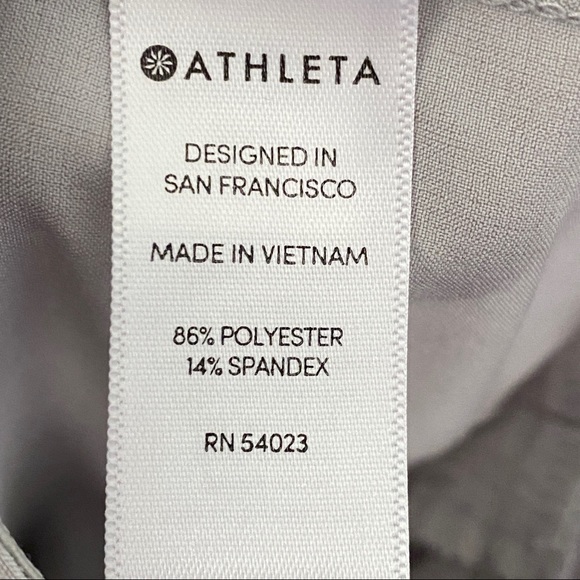 ATHLETA
DESIGNED IN
SAN FRANCISCO
MADE IN VIETNAM
86% POLYESTER
14% SPANDEX
RN 54023